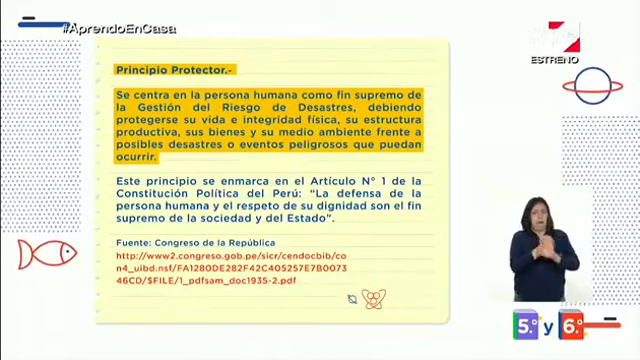 #AprendoEnCasa
ESTRENO
Principio Protector.-
Se centra en la persona humana como fin supremo de
la Gestión del Riesgo de Desastres, debiendo
protegerse su vida e integridad física, su estructura
productiva, sus bienes y su medio ambiente frente a
posibles desastres o eventos peligrosos que puedan
ocurrir.
Este principio se enmarca en el Artículo N° 1 de la
Constitución Política del Perú: “La defensa de la
persona humana y el respeto de su dignidad son el fin
supremo de la sociedad y del Estado”.
Fuente: Congreso de la República
http://www2.congreso.gob.pe/sicr/cendocbib/co
n4_uibd.nsf/FA1280DE282F42C405257E7B0073
46CD/$FILE/1_pdfsam_doc1935-2.pdf
5.° y 6.°